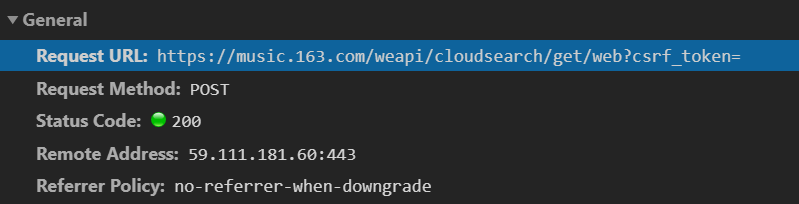 General
Request URL: https://music.163.com/weapi/cloudsearch/get/web?csrf_token=
Request Method: POST
Status Code: 200
Remote Address: 59.111.181.60:443
Referrer Policy: no-referrer-when-downgrade